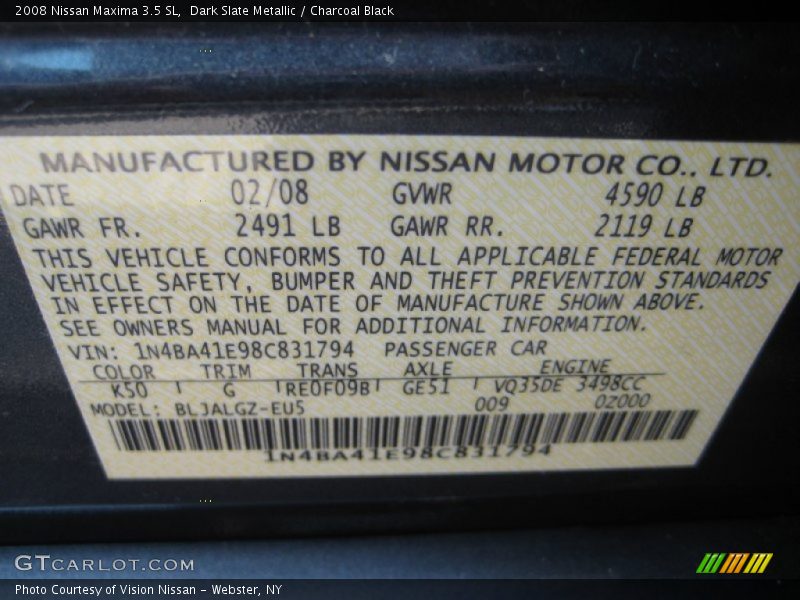 2008 Nissan Maxima 3.5 SL, Dark Slate Metallic / Charcoal Black
MANUFACTURED BY NISSAN MOTOR CO., LTD.
DATE 02/08 GVWR 4590 LB
GAWR FR. 2491 LB GAWR RR. 2119 LB
THIS VEHICLE CONFORMS TO ALL APPLICABLE FEDERAL MOTOR
VEHICLE SAFETY, BUMPER AND THEFT PREVENTION STANDARDS
IN EFFECT ON THE DATE OF MANUFACTURE SHOWN ABOVE.
SEE OWNERS MANUAL FOR ADDITIONAL INFORMATION.
VIN: 1N4BA41E98C831794 PASSENGER CAR
COLOR TRIM TRANS AXLE ENGINE
K50 G RE0F09B GE51 VQ35DE 3498CC
MODEL: BLJALGZ-EU5 009 0Z000
1N4BA41E98C831794
GTCARLOT.COM
Photo Courtesy of Vision Nissan - Webster, NY